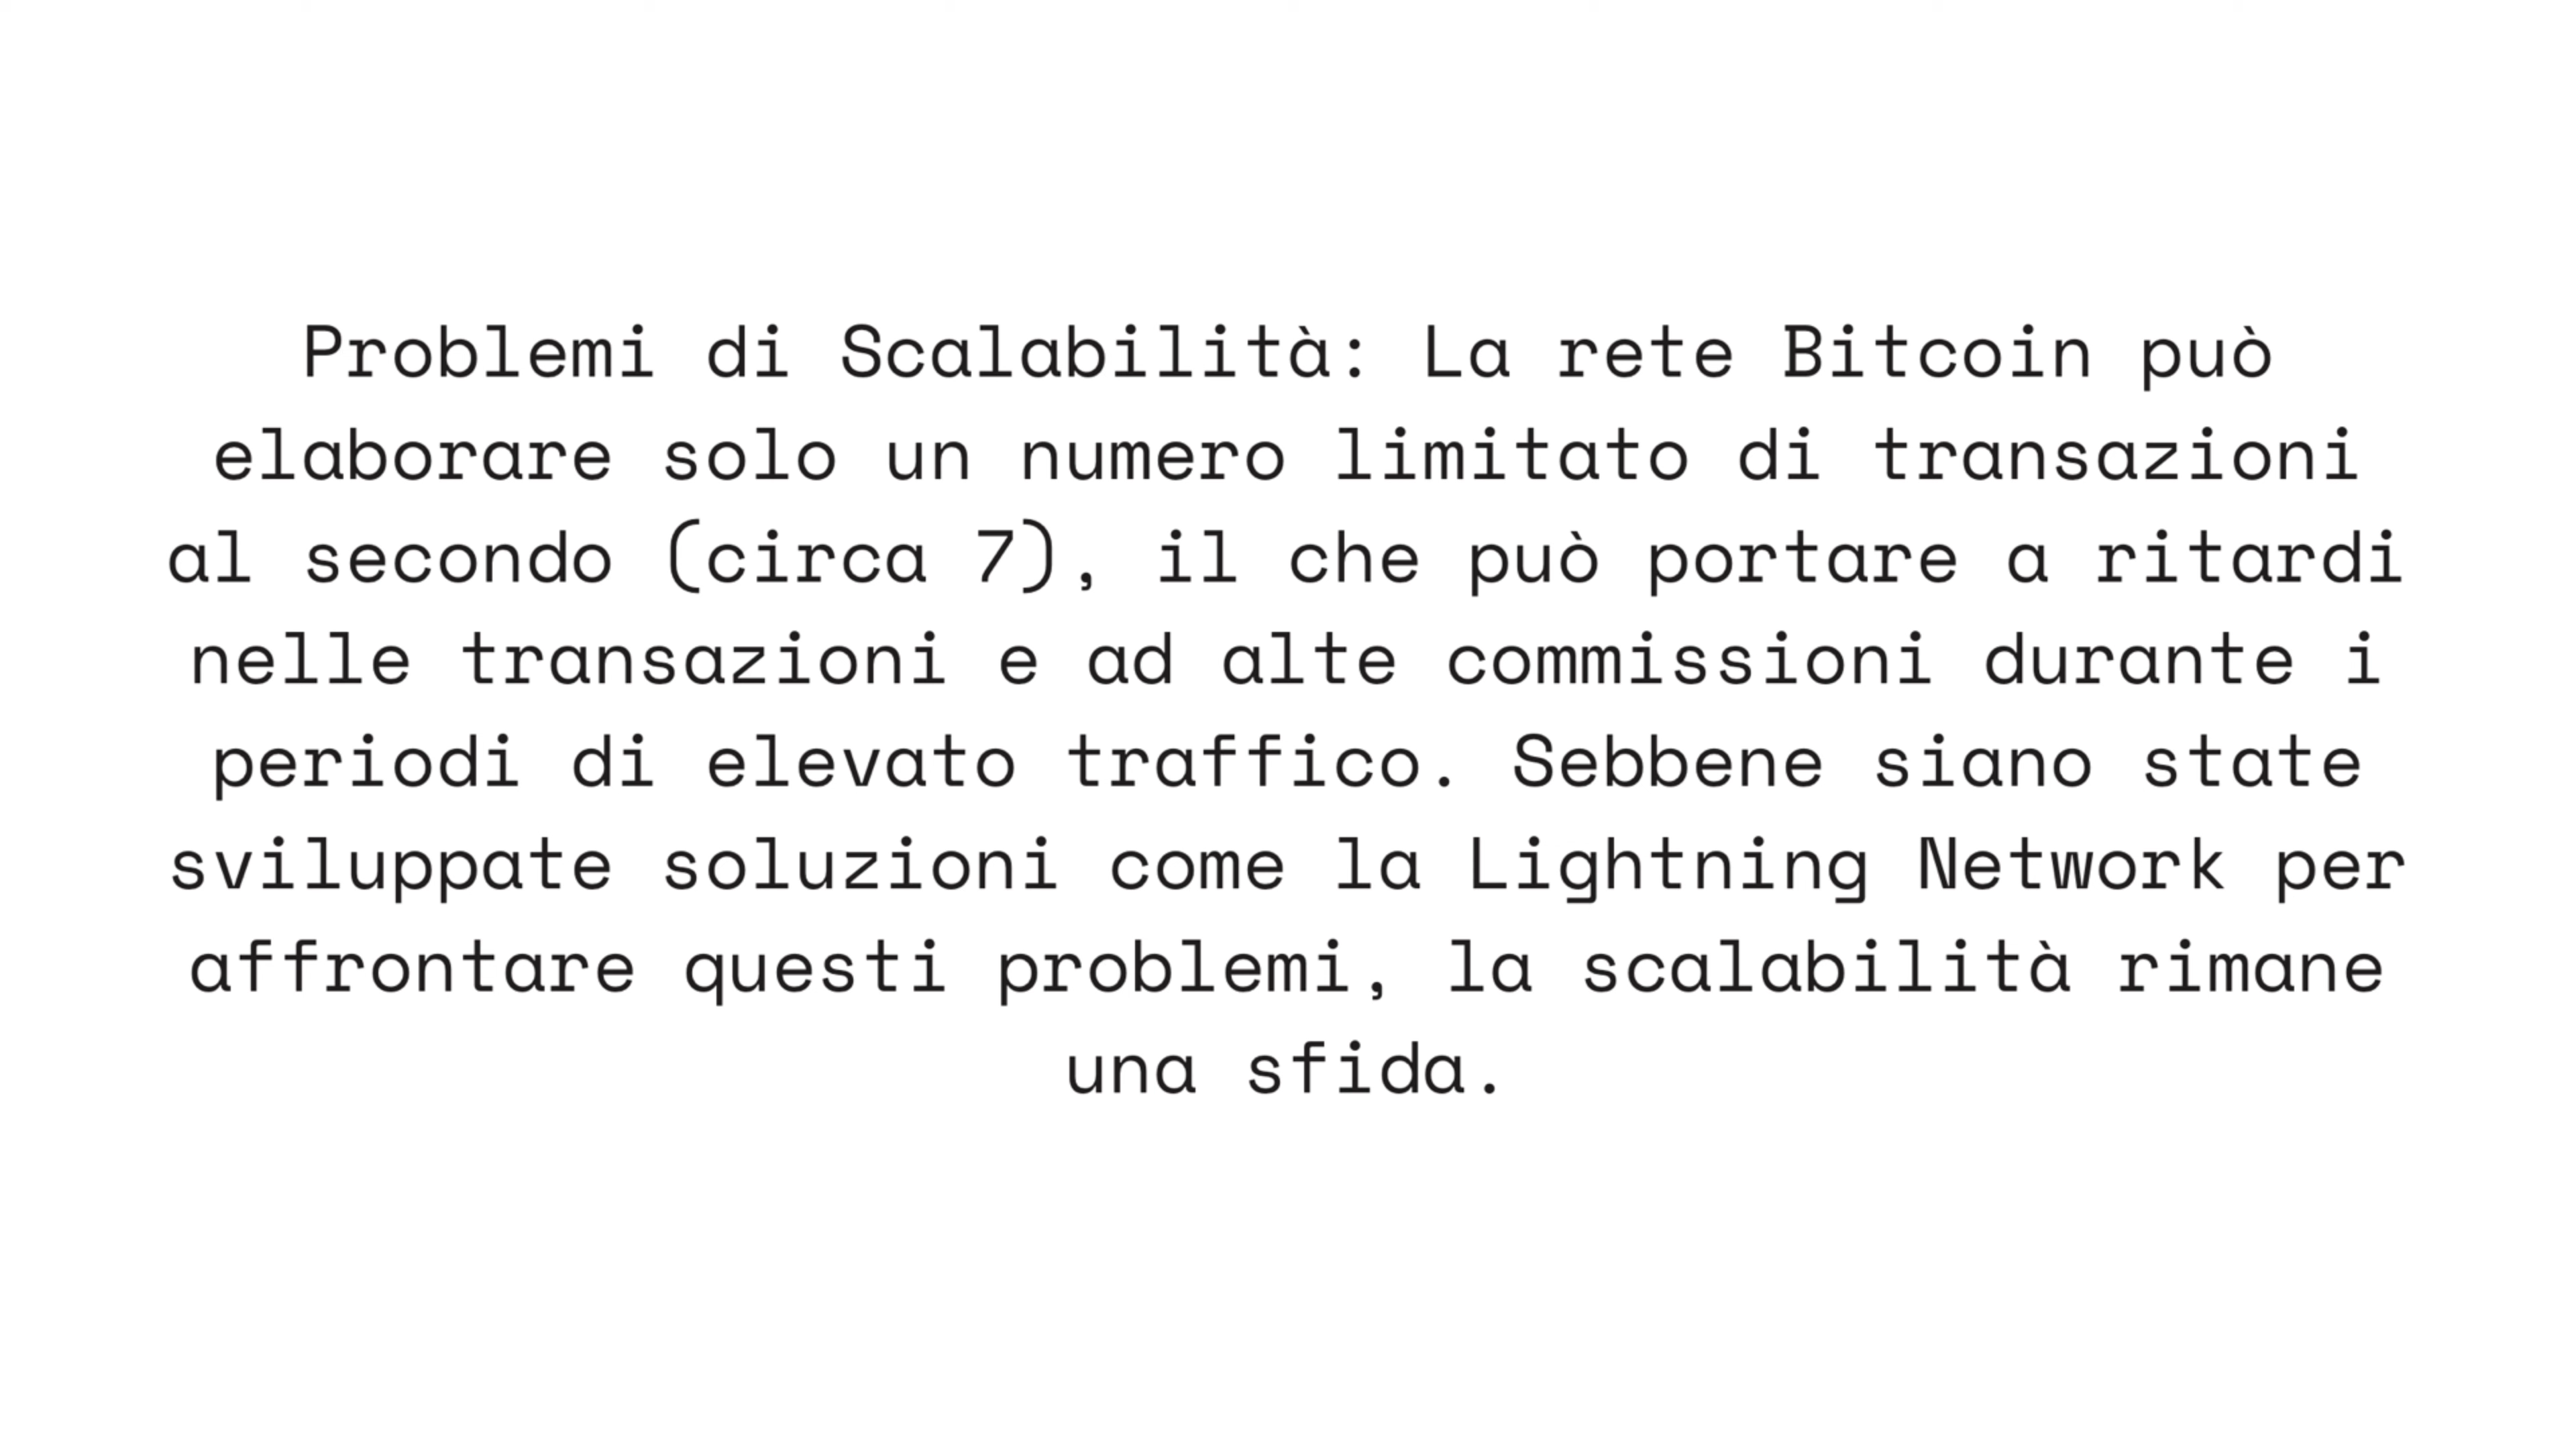 Problemi di Scalabilità: La rete Bitcoin può
elaborare solo un numero limitato di transazioni
al secondo (circa 7), il che può portare a ritardi
nelle transazioni e ad alte commissioni durante i
periodi di elevato traffico. Sebbene siano state
sviluppate soluzioni come la Lightning Network per
affrontare questi problemi, la scalabilità rimane
una sfida.